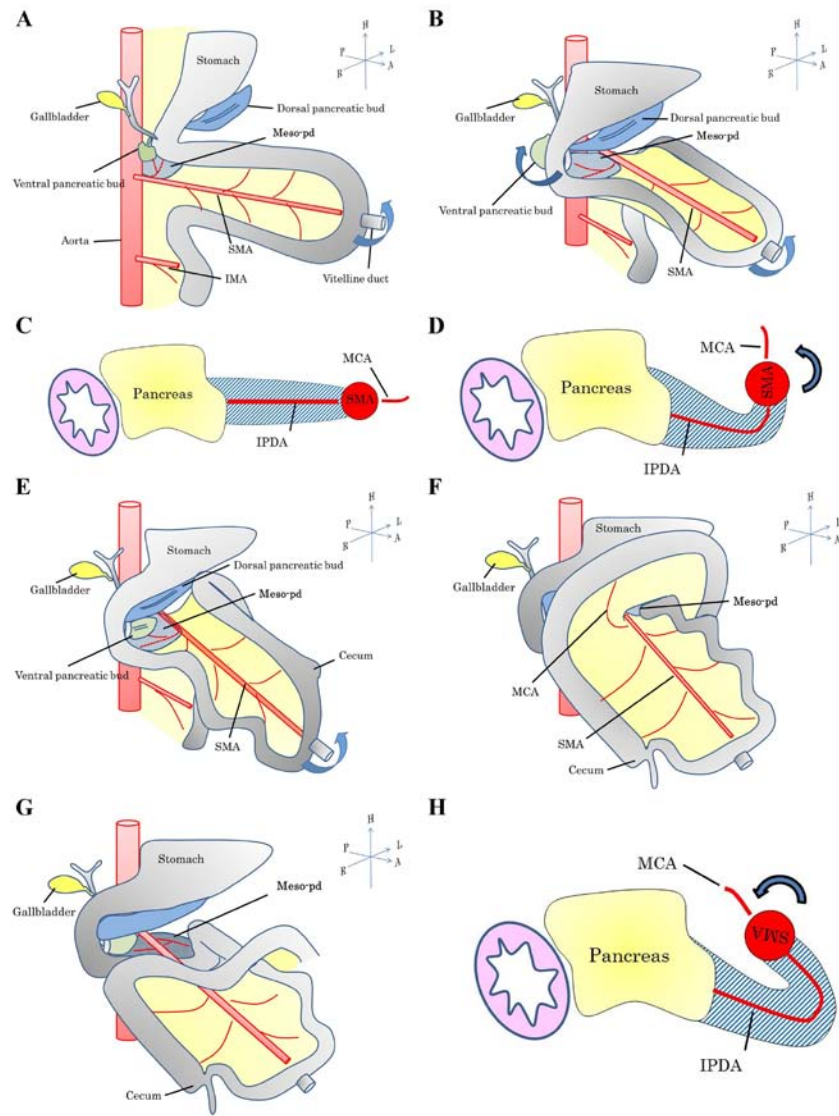 A
H
P
L
R
A
Stomach
Gallbladder
Dorsal pancreatic bud
Meso-pd
Ventral pancreatic bud
Aorta
SMA
IMA
Vitelline duct
B
H
P
L
R
A
Stomach
Gallbladder
Dorsal pancreatic bud
Meso-pd
Ventral pancreatic bud
SMA
C
Pancreas
MCA
SMA
IPDA
D
MCA
Pancreas
SMA
IPDA
E
H
P
L
R
A
Stomach
Gallbladder
Dorsal pancreatic bud
Meso-pd
Ventral pancreatic bud
Cecum
SMA
F
H
P
L
R
A
Stomach
Gallbladder
Meso-pd
MCA
SMA
Cecum
G
H
P
L
R
A
Stomach
Meso-pd
Gallbladder
Cecum
H
MCA
SMA
Pancreas
IPDA